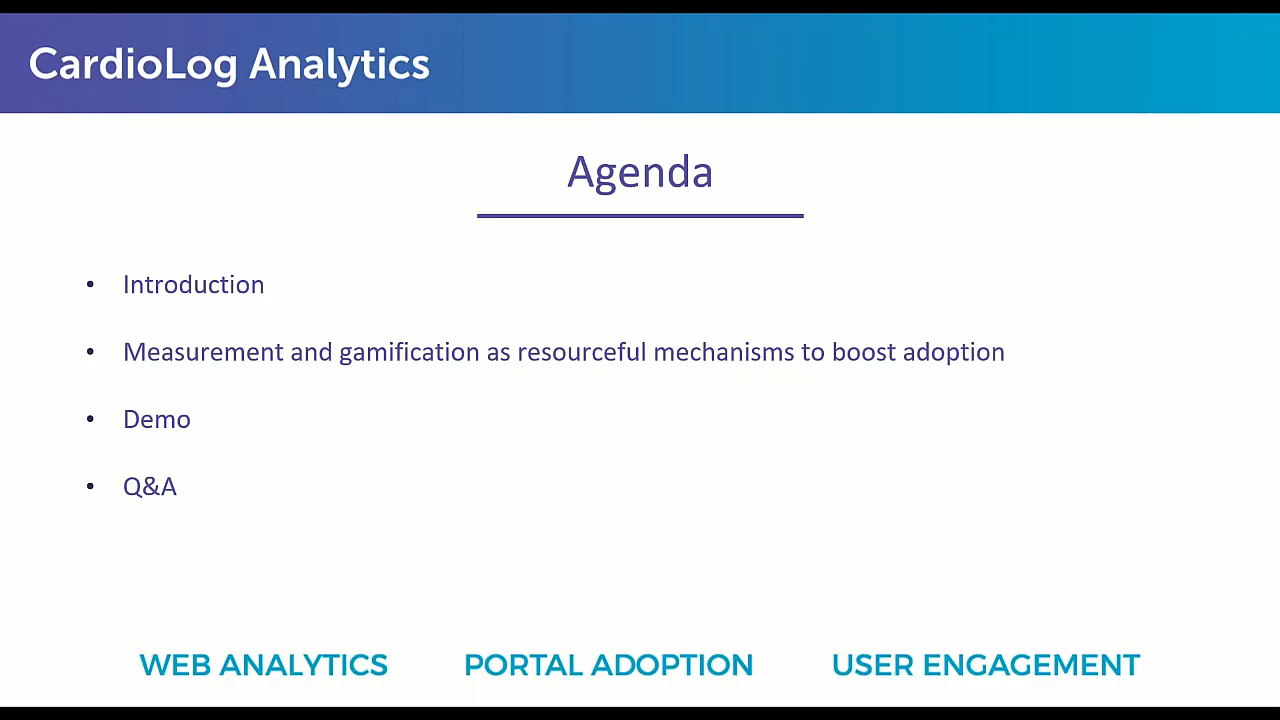 CardioLog Analytics
Agenda
• Introduction
• Measurement and gamification as resourceful mechanisms to boost adoption
• Demo
• Q&A
WEB ANALYTICS PORTAL ADOPTION USER ENGAGEMENT